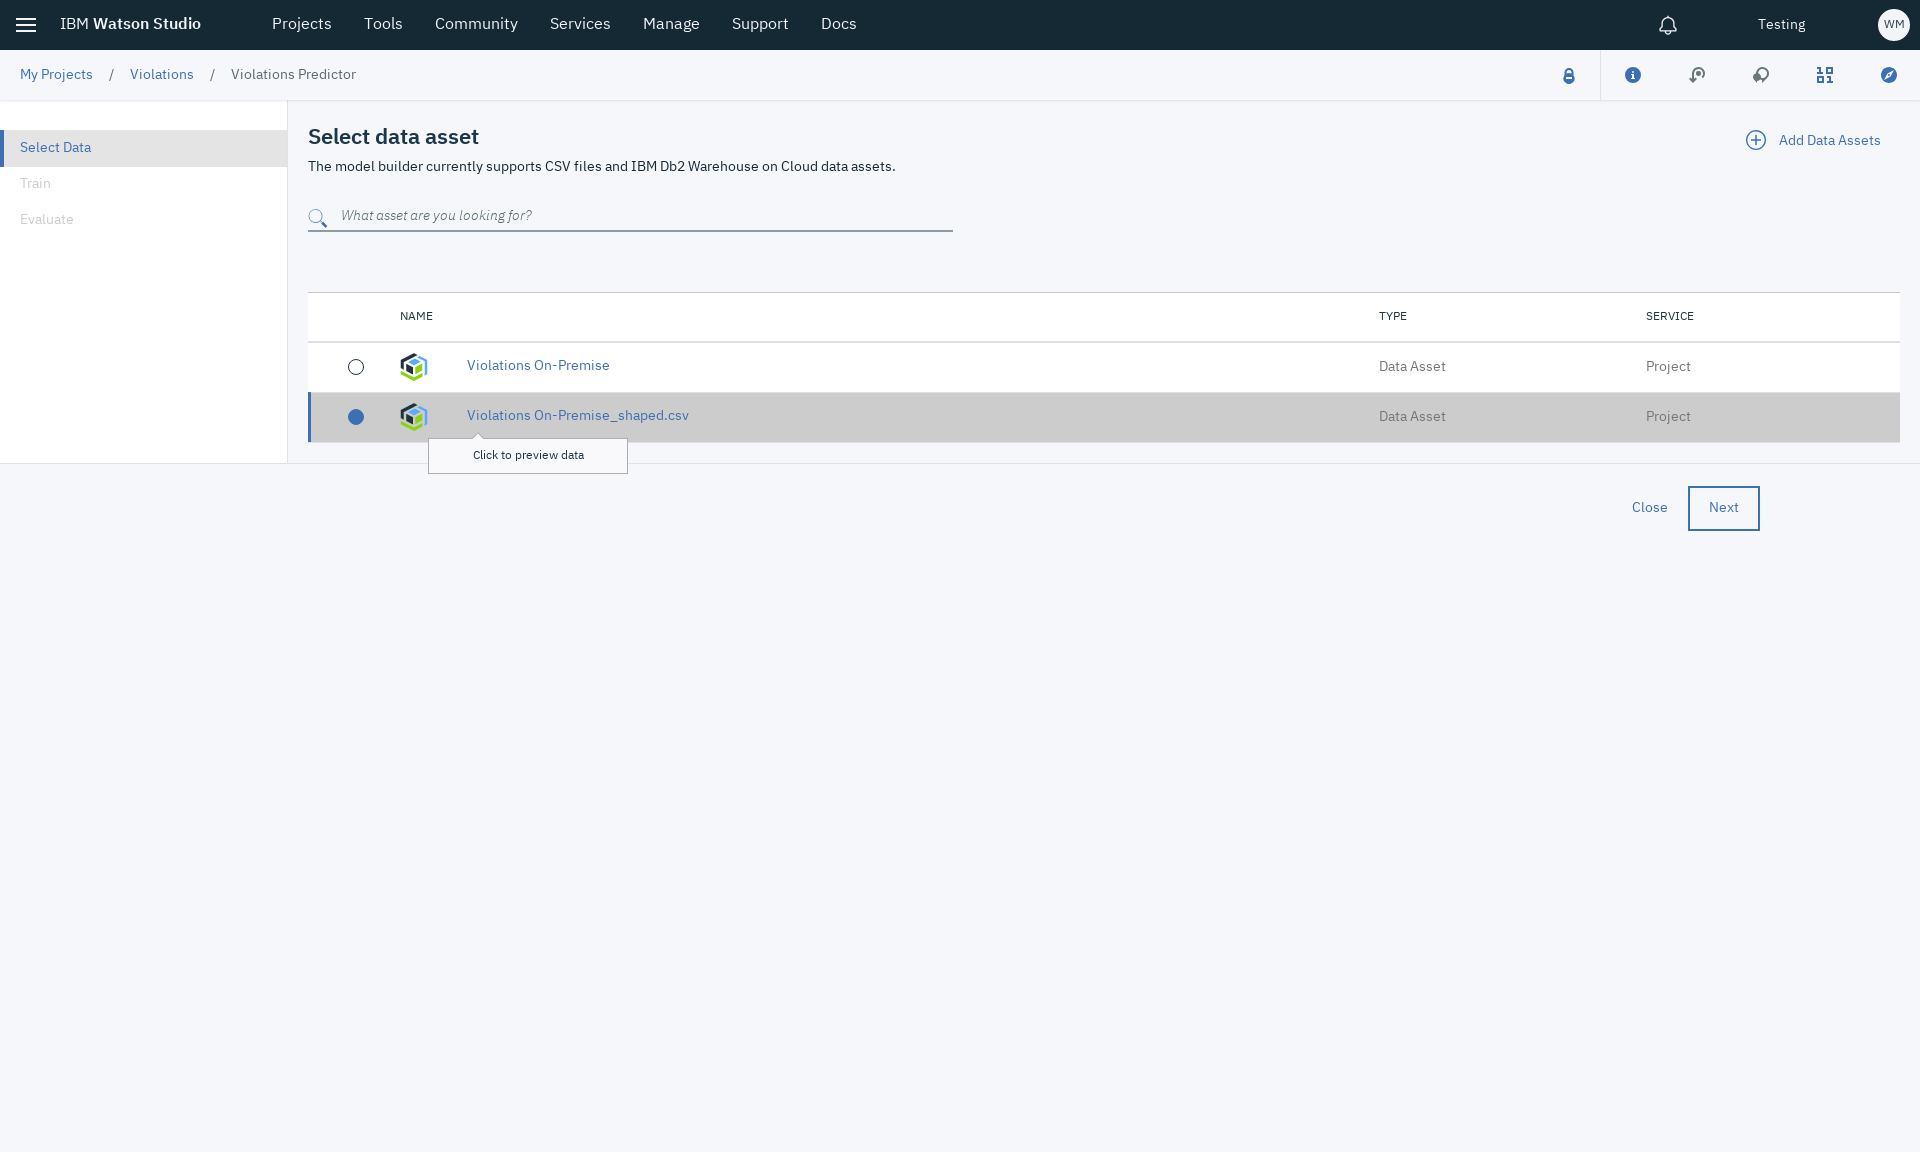 IBM Watson Studio Projects Tools Community Services Manage Support Docs Testing WM
My Projects / Violations / Violations Predictor
Select Data
Train
Evaluate
Select data asset
Add Data Assets
The model builder currently supports CSV files and IBM Db2 Warehouse on Cloud data assets.
What asset are you looking for?
NAME TYPE SERVICE
Violations On-Premise Data Asset Project
Violations On-Premise_shaped.csv Data Asset Project
Click to preview data
Close Next